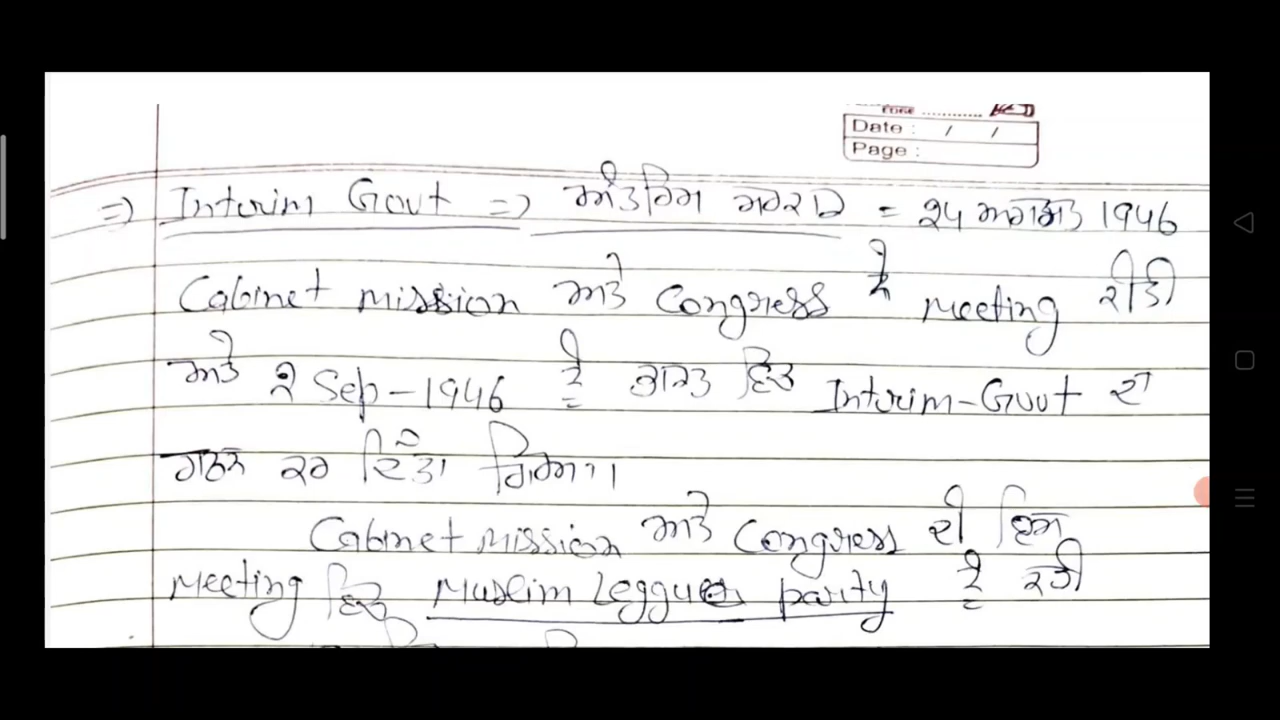 Date : / /
Page :
=> Interim Govt => ਅੰਤਰਿਮ ਸਰਕਾਰ = 24 ਅਗਸਤ 1946
Cabinet mission ਅਤੇ Congress ਨੇ Meeting ਕੀਤੀ
ਅਤੇ 2 Sep-1946 ਨੂੰ ਭਾਰਤ ਵਿਚ Interim-Govt ਦਾ
ਗਠਨ ਕਰ ਦਿੱਤਾ ਗਿਆ।
Cabinet mission ਅਤੇ Congress ਦੀ ਇਸ
Meeting ਵਿਚ Muslim Leggue party ਨੂੰ ਨਹੀ